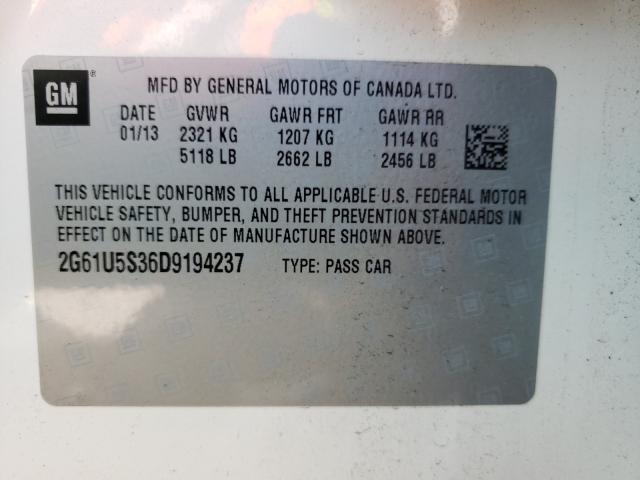 GM ®
MFD BY GENERAL MOTORS OF CANADA LTD.
DATE GVWR GAWR FRT GAWR RR
01/13 2321 KG 1207 KG 1114 KG
5118 LB 2662 LB 2456 LB
THIS VEHICLE CONFORMS TO ALL APPLICABLE U.S. FEDERAL MOTOR
VEHICLE SAFETY, BUMPER, AND THEFT PREVENTION STANDARDS IN
EFFECT ON THE DATE OF MANUFACTURE SHOWN ABOVE.
2G61U5S36D9194237 TYPE: PASS CAR